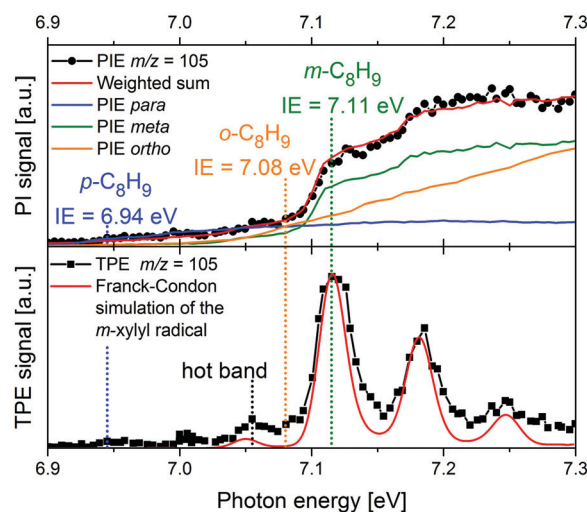 6.9 7.0 7.1 7.2 7.3
PI signal [a.u.]
PIE m/z = 105
Weighted sum
PIE para
PIE meta
PIE ortho
m-C₈H₉
IE = 7.11 eV
o-C₈H₉
IE = 7.08 eV
p-C₈H₉
IE = 6.94 eV
TPE signal [a.u.]
TPE m/z = 105
Franck-Condon
simulation of the
m-xylyl radical
hot band
6.9 7.0 7.1 7.2 7.3
Photon energy [eV]